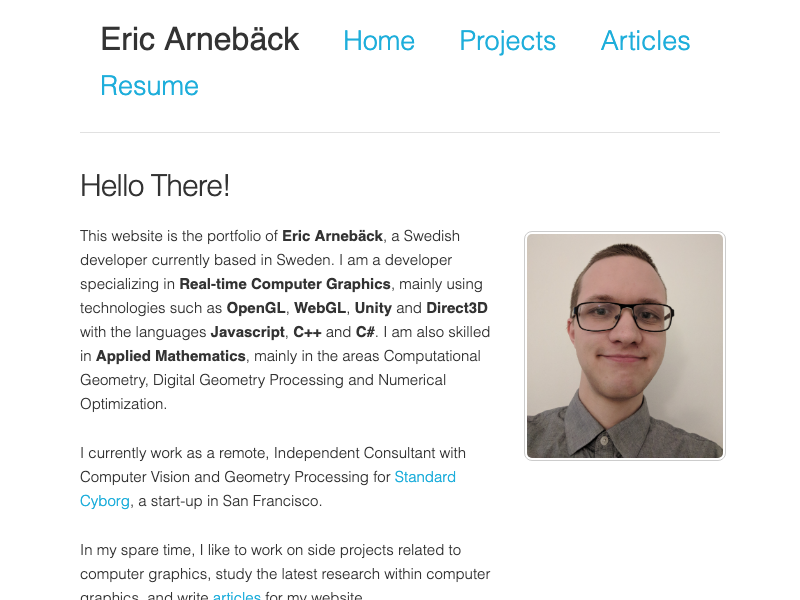 Eric Arnebäck Home Projects Articles
Resume
Hello There!
This website is the portfolio of Eric Arnebäck, a Swedish
developer currently based in Sweden. I am a developer
specializing in Real-time Computer Graphics, mainly using
technologies such as OpenGL, WebGL, Unity and Direct3D
with the languages Javascript, C++ and C#. I am also skilled
in Applied Mathematics, mainly in the areas Computational
Geometry, Digital Geometry Processing and Numerical
Optimization.
I currently work as a remote, Independent Consultant with
Computer Vision and Geometry Processing for Standard
Cyborg, a start-up in San Francisco.
In my spare time, I like to work on side projects related to
computer graphics, study the latest research within computer
graphics, and write articles for my website.